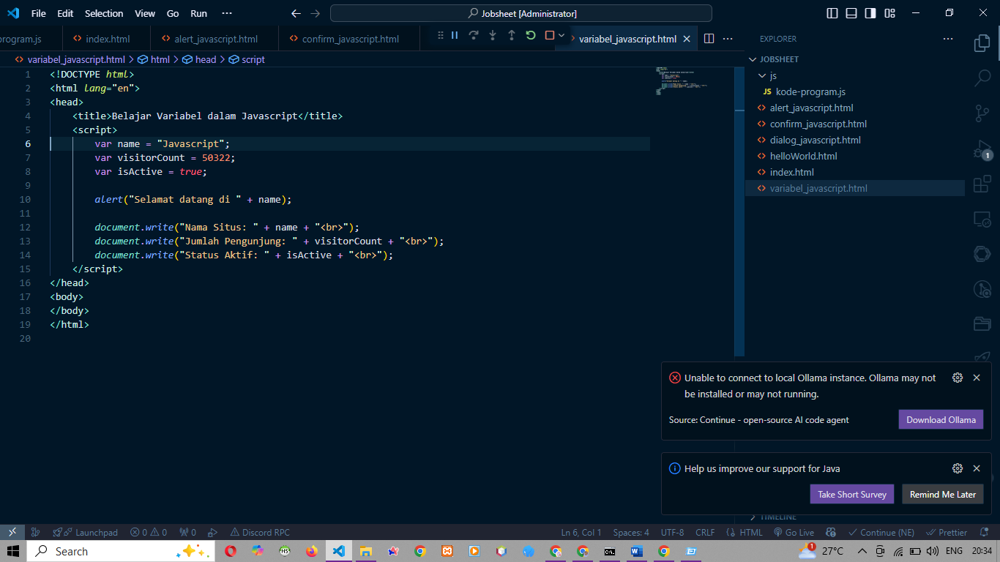 File Edit Selection View Go Run ···
Jobsheet [Administrator]
program.js
index.html
alert_javascript.html
confirm_javascript.html
variabel_javascript.html
variabel_javascript.html > html > head > script
1 <!DOCTYPE html>
2 <html lang="en">
3 <head>
4 <title>Belajar Variabel dalam Javascript</title>
5 <script>
6 var name = "Javascript";
7 var visitorCount = 50322;
8 var isActive = true;
9
10 alert("Selamat datang di " + name);
11
12 document.write("Nama Situs: " + name + "<br>");
13 document.write("Jumlah Pengunjung: " + visitorCount + "<br>");
14 document.write("Status Aktif: " + isActive + "<br>");
15 </script>
16 </head>
17 <body>
18 </body>
19 </html>
20
EXPLORER
JOBSHEET
js
JS kode-program.js
alert_javascript.html
confirm_javascript.html
dialog_javascript.html
helloWorld.html
index.html
variabel_javascript.html
1
Unable to connect to local Ollama instance. Ollama may not
be installed or may not running.
Source: Continue - open-source AI code agent
Download Ollama
Help us improve our support for Java
Take Short Survey
Remind Me Later
TIMELINE
Launchpad 0 0 0 Discord RPC
Ln 6, Col 1 Spaces: 4 UTF-8 CRLF {} HTML Go Live Continue (NE) Prettier
Search
HS
C:\
1
27°C
ENG
20:34